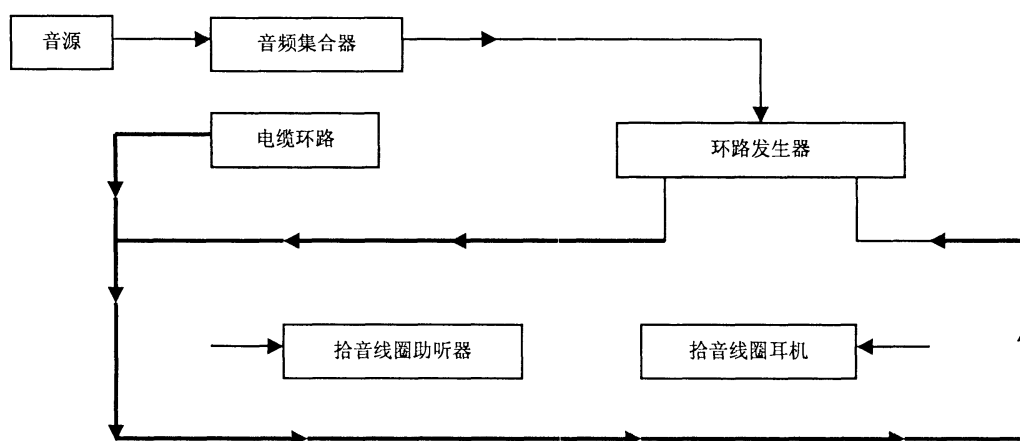 音源
音频集合器
电缆环路
环路发生器
拾音线圈助听器
拾音线圈耳机